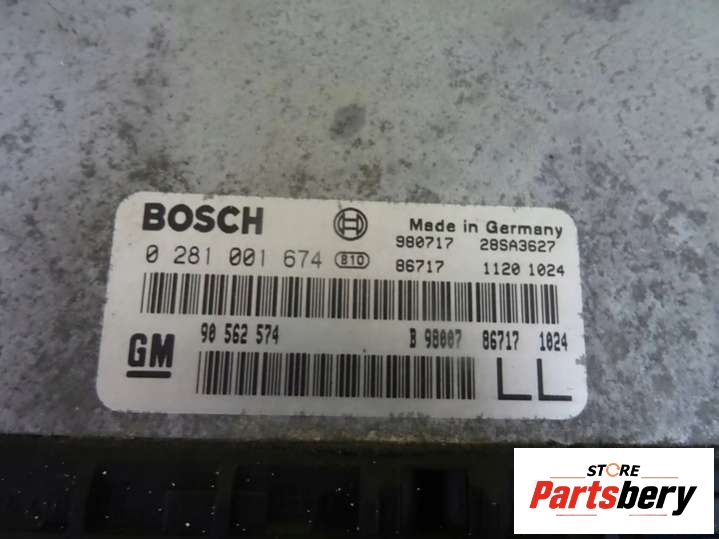 BOSCH
Made in Germany
980717 28SA3627
0 281 001 674 810 86717 1120 1024
GM 90 562 574 B 98007 86717 1024
LL
STORE
Partsbery